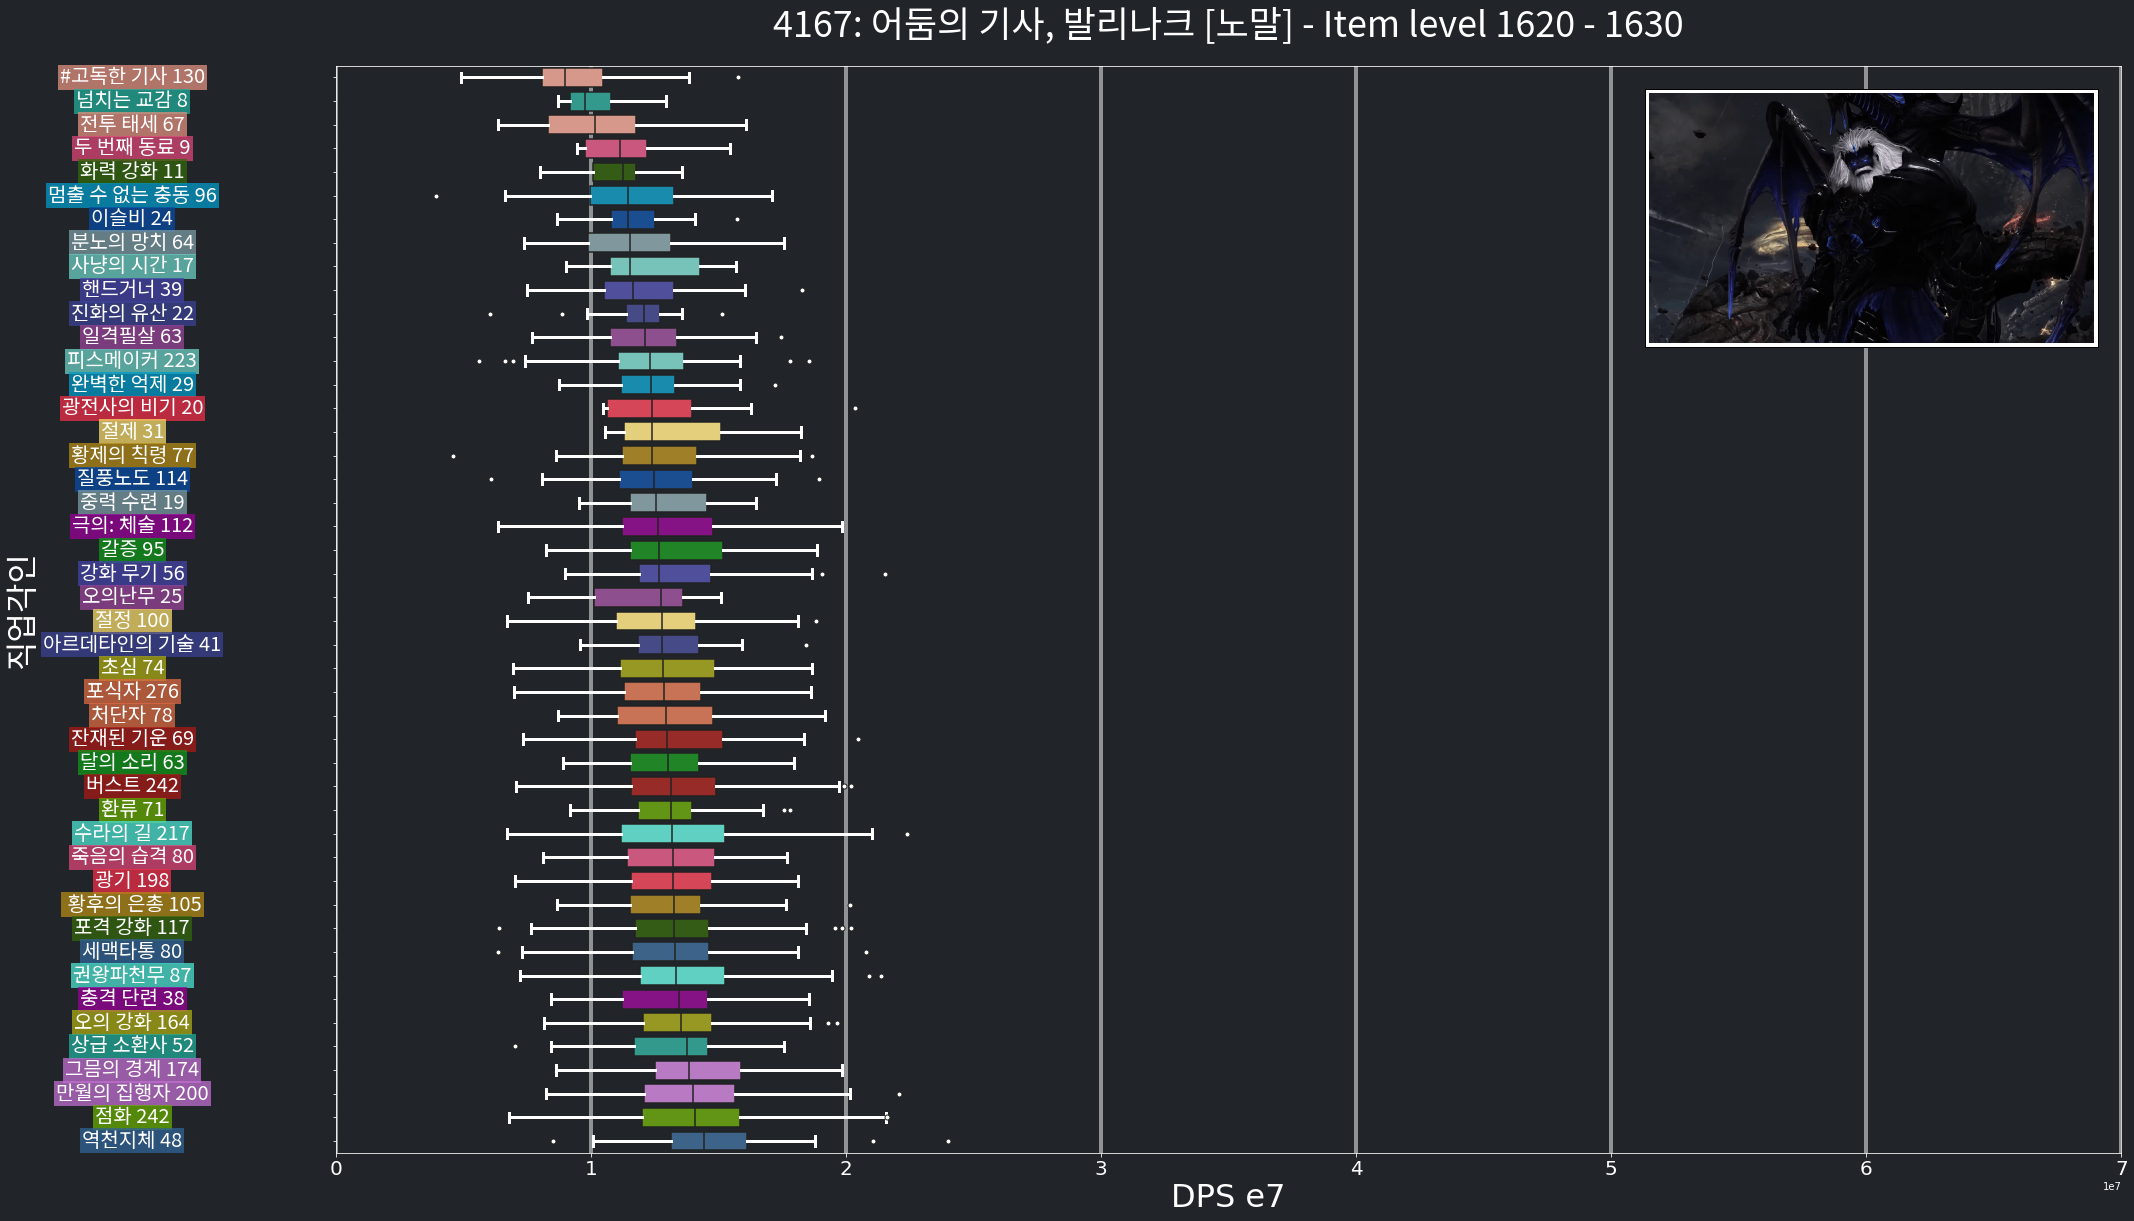 4167: 어둠의 기사, 발리나크 [노말] - Item level 1620 - 1630
직업각인
#고독한 기사 130
넘치는 교감 8
전투 태세 67
두 번째 동료 9
화력 강화 11
멈출 수 없는 충동 96
이슬비 24
분노의 망치 64
사냥의 시간 17
핸드거너 39
진화의 유산 22
일격필살 63
피스메이커 223
완벽한 억제 29
광전사의 비기 20
절제 31
황제의 칙령 77
질풍노도 114
중력 수련 19
극의: 체술 112
갈증 95
강화 무기 56
오의난무 25
절정 100
아르데타인의 기술 41
초심 74
포식자 276
처단자 78
잔재된 기운 69
달의 소리 63
버스트 242
환류 71
수라의 길 217
죽음의 습격 80
광기 198
황후의 은총 105
포격 강화 117
세맥타통 80
권왕파천무 87
충격 단련 38
오의 강화 164
상급 소환사 52
그믐의 경계 174
만월의 집행자 200
점화 242
역천지체 48
0 1 2 3 4 5 6 7
1e7
DPS e7